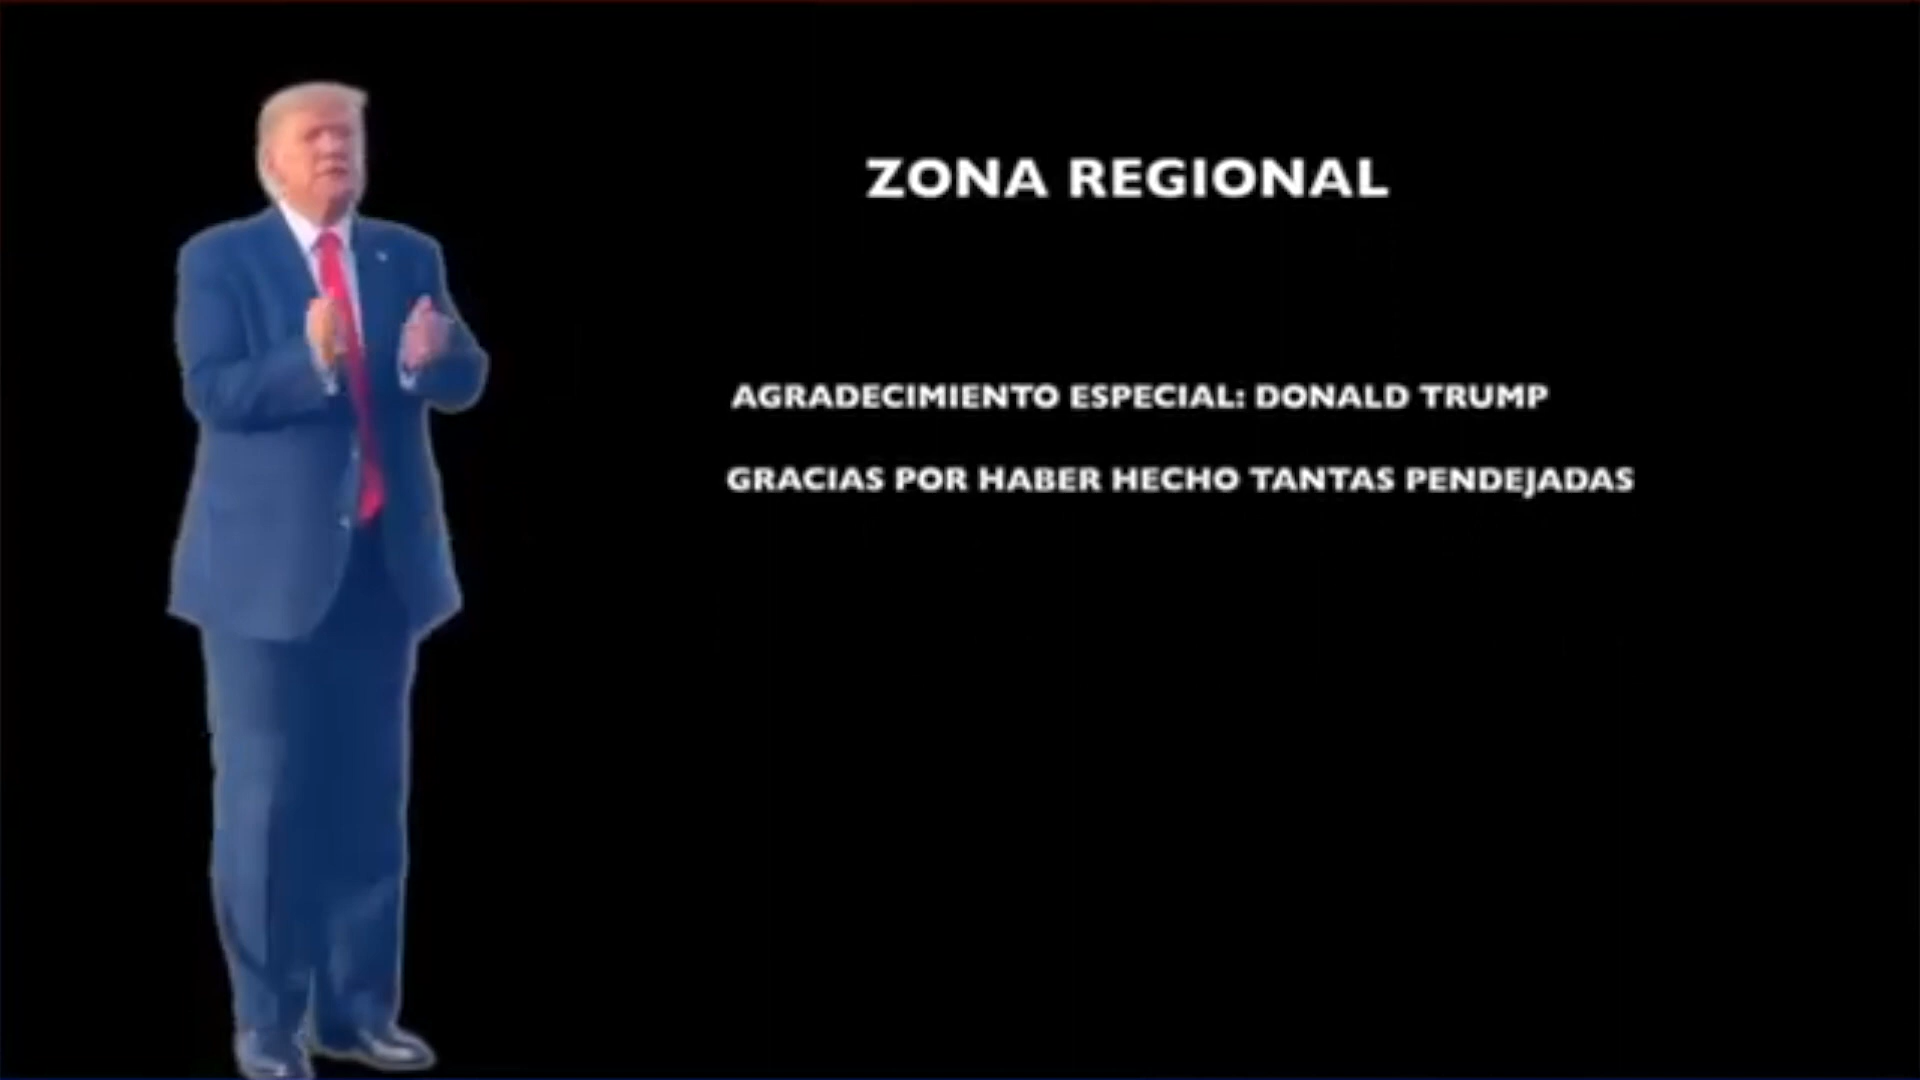 ZONA REGIONAL
AGRADECIMIENTO ESPECIAL: DONALD TRUMP
GRACIAS POR HABER HECHO TANTAS PENDEJADAS